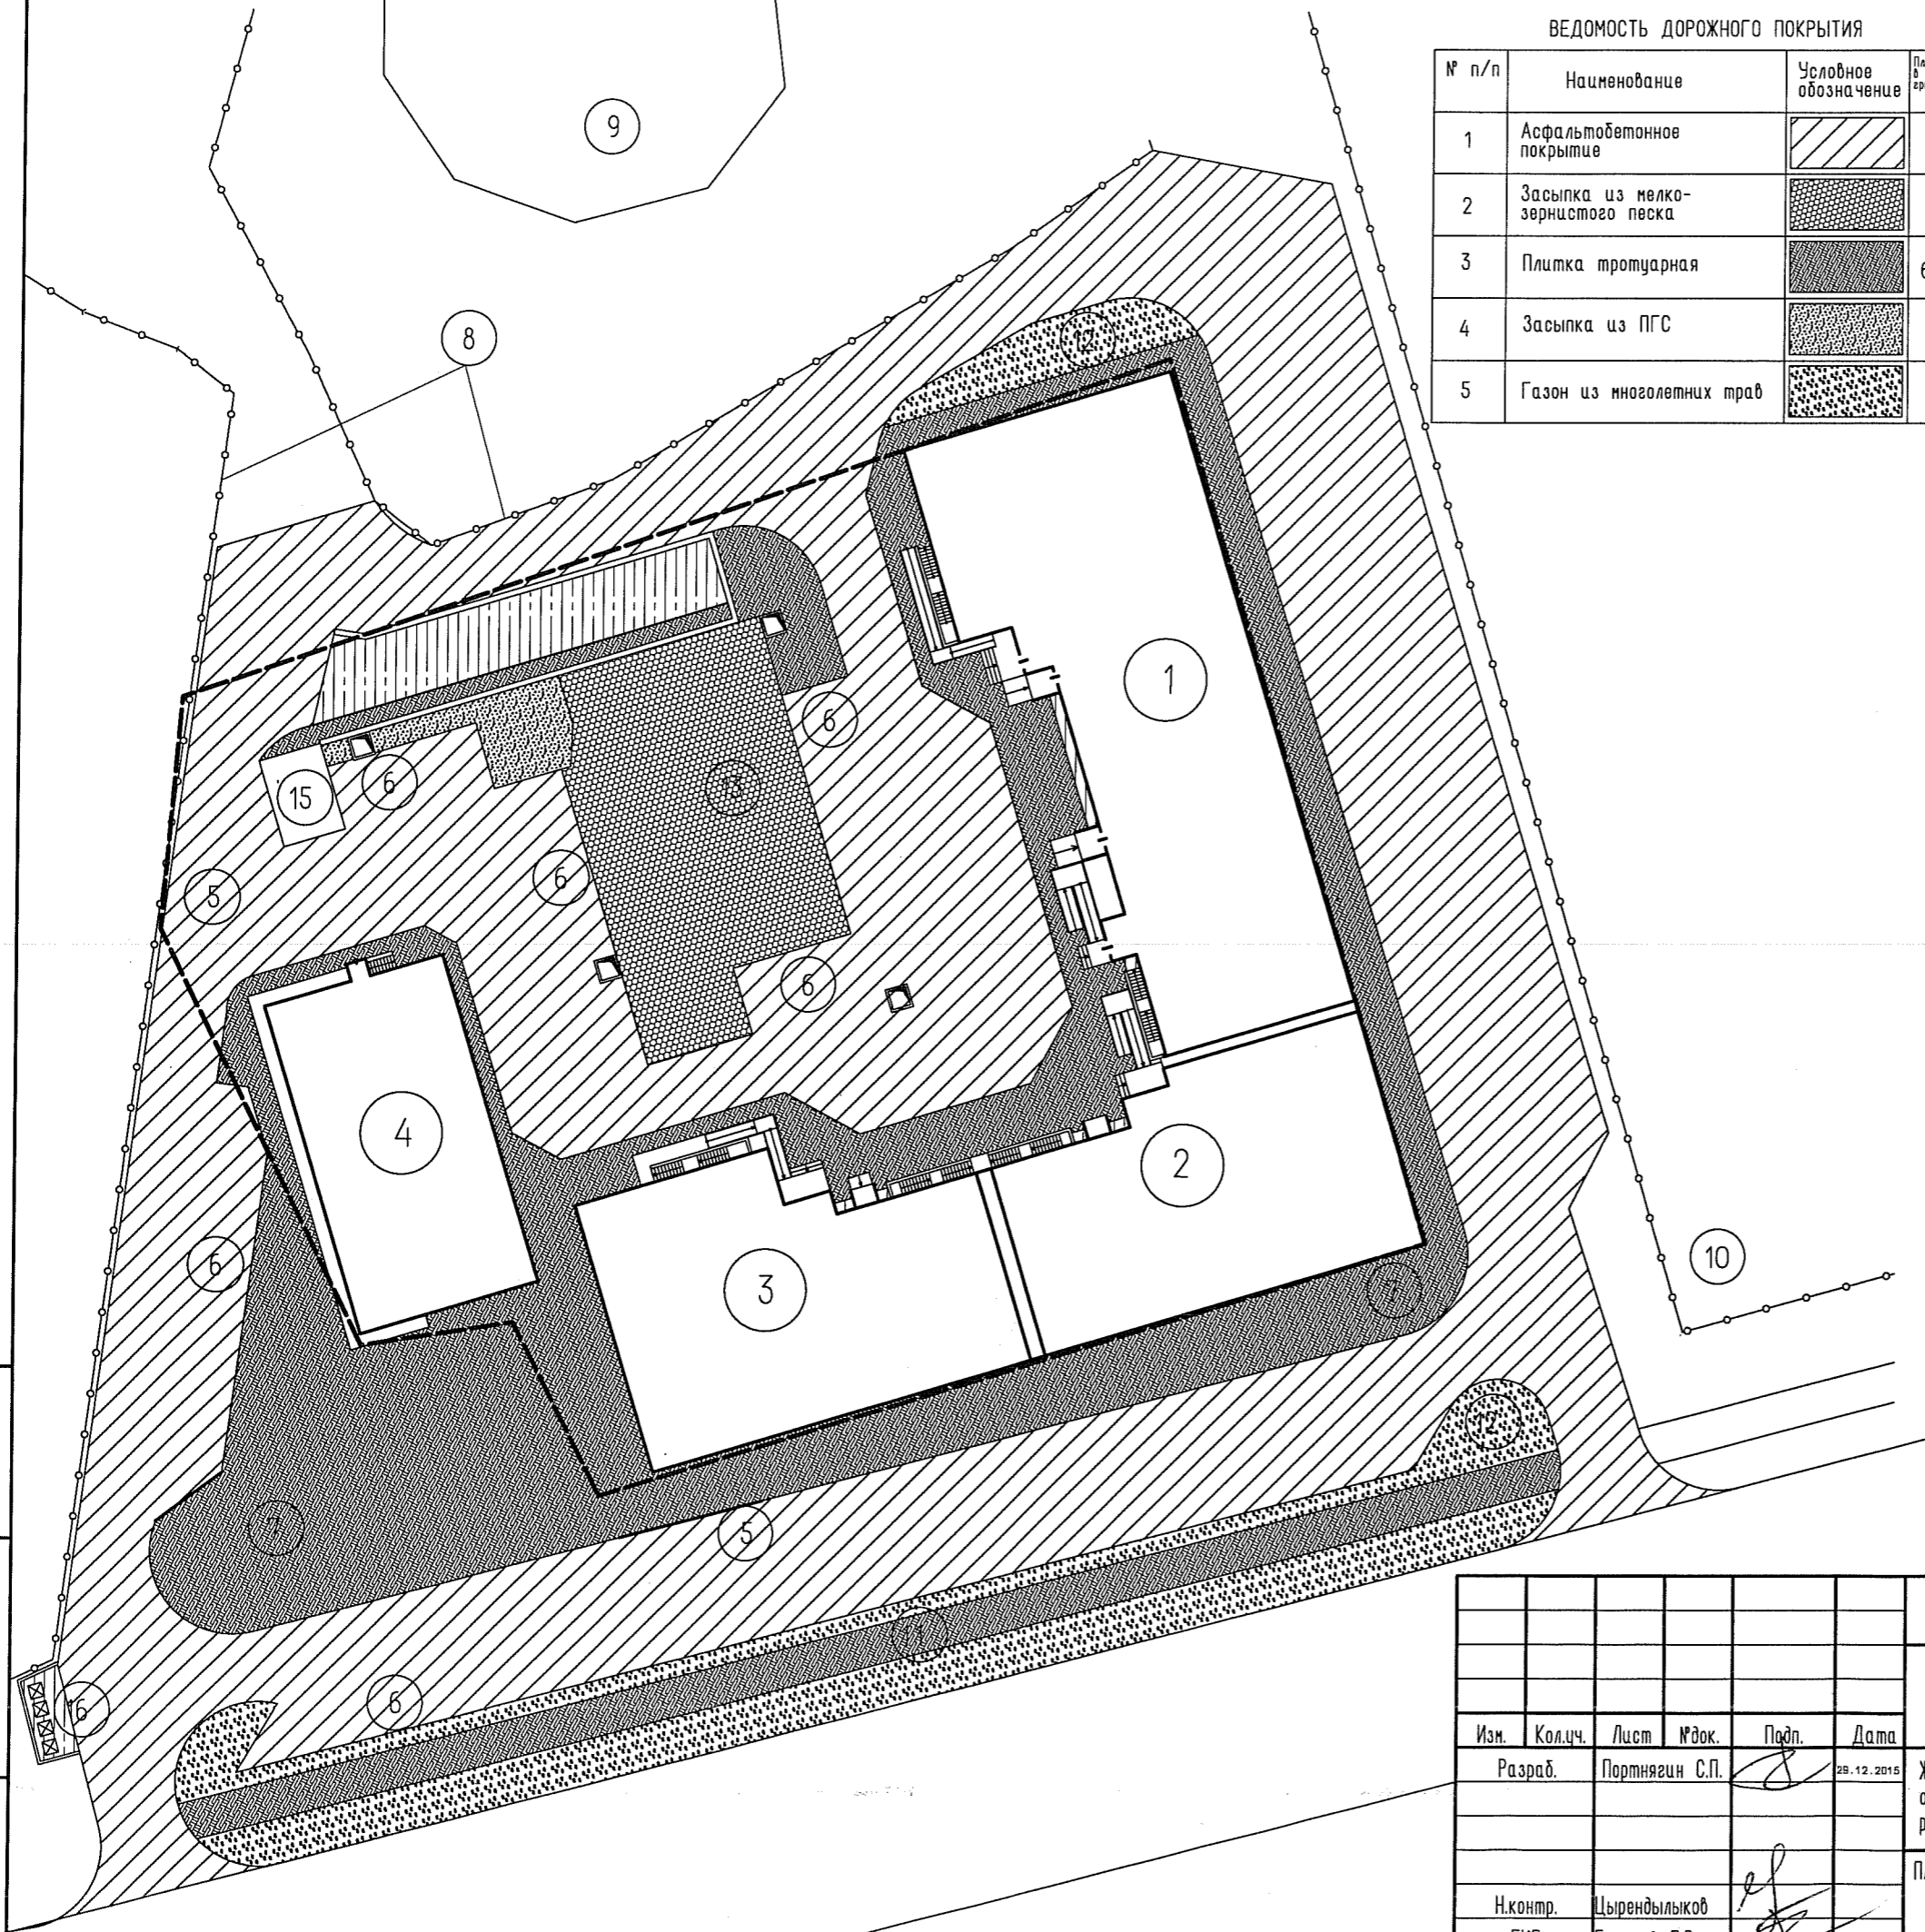 ВЕДОМОСТЬ ДОРОЖНОГО ПОКРЫТИЯ
№ п/п
Наименование
Условное
обозначение
1
Асфальтобетонное
покрытие
2
Засыпка из мелко-
зернистого песка
3
Плитка тротуарная
4
Засыпка из ПГС
5
Газон из многолетних трав
9
8
12
1
6
13
15
6
6
5
6
4
2
10
6
3
7
12
7
5
11
6
16
Изм. Кол.уч. Лист №док. Подп. Дата
Разраб. Портнягин С.П. 29.12.2015
Н.контр. Цырендылыков